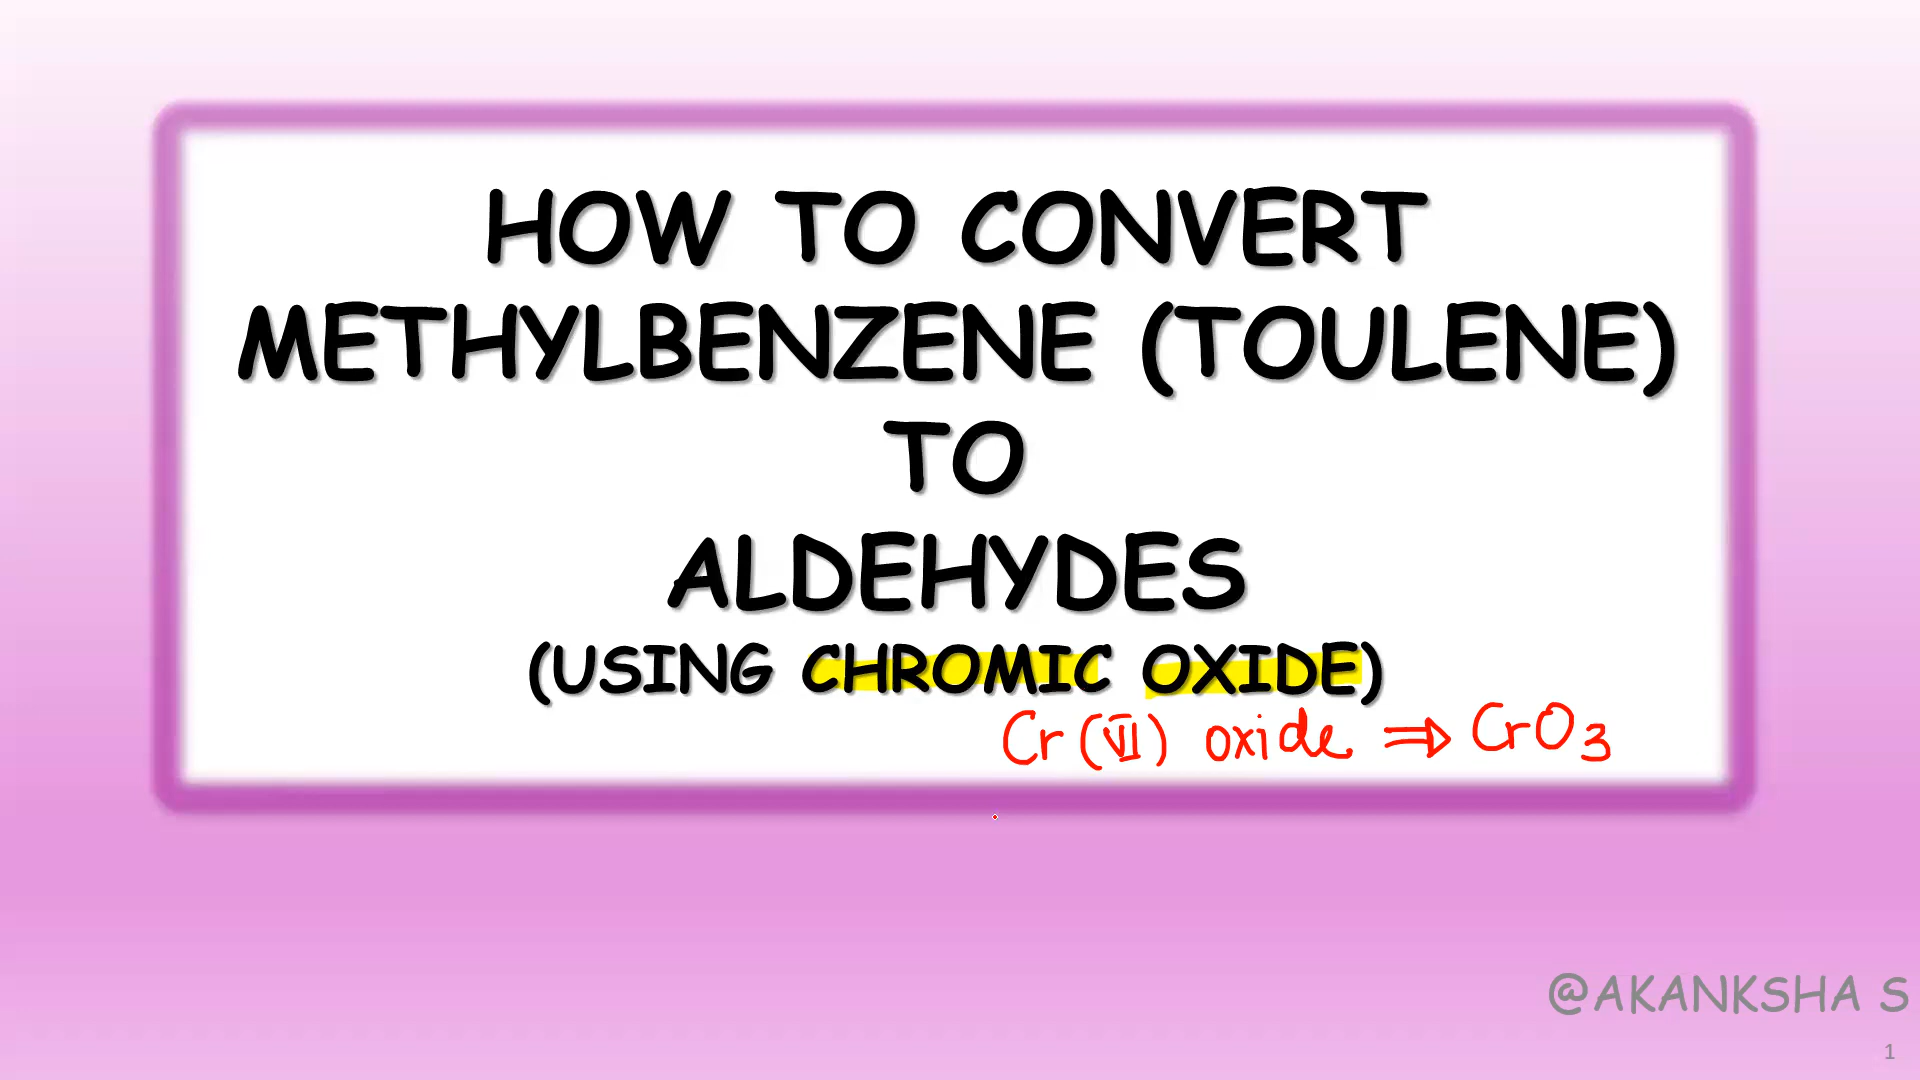 HOW TO CONVERT
METHYLBENZENE (TOULENE)
TO
ALDEHYDES
(USING CHROMIC OXIDE)
Cr (VI) oxide ⇒ CrO3
@AKANKSHA S
1